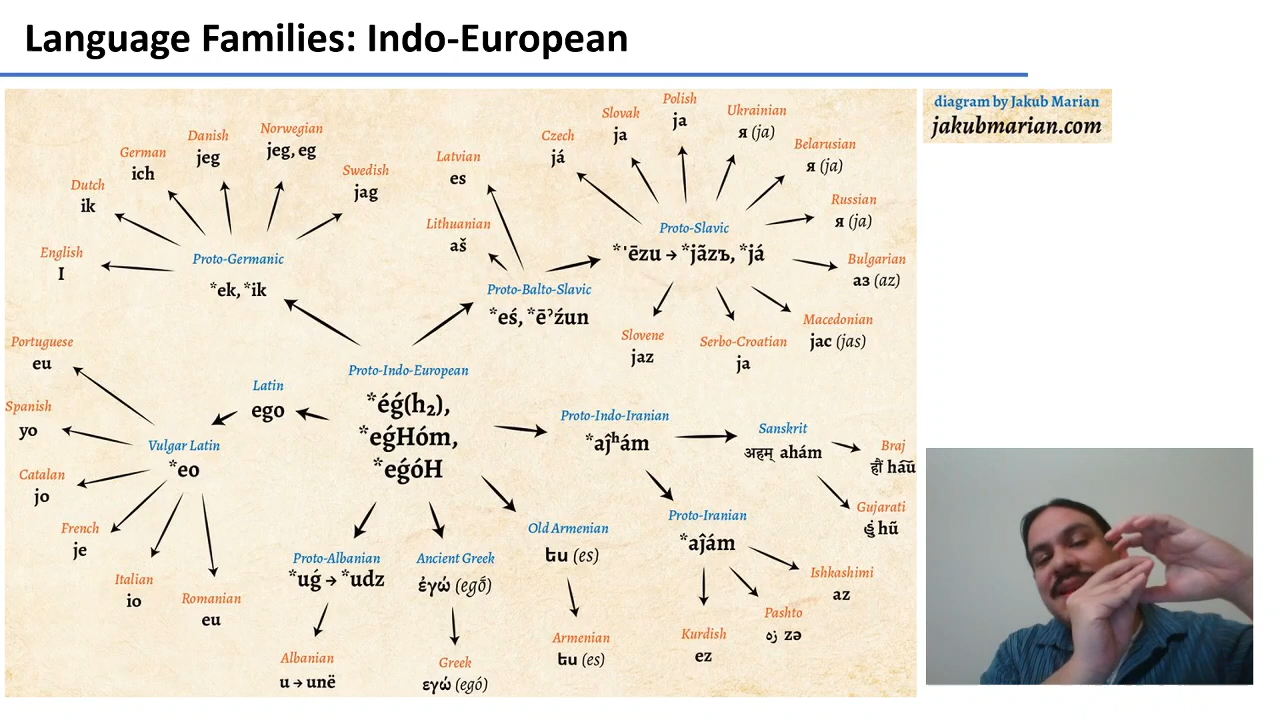 Language Families: Indo-European
diagram by Jakub Marian
jakubmarian.com
English
I
Dutch
ik
German
ich
Danish
jeg
Norwegian
jeg, eg
Swedish
jag
Proto-Germanic
*ek, *ik
Latvian
es
Lithuanian
aš
Proto-Balto-Slavic
*eś, *ēˀźun
Czech
já
Slovak
ja
Polish
ja
Ukrainian
я (ja)
Belarusian
я (ja)
Russian
я (ja)
Bulgarian
аз (az)
Macedonian
jac (jas)
Serbo-Croatian
ja
Slovene
jaz
Proto-Slavic
*'ēzu → *jãzъ, *já
Proto-Indo-European
*éǵ(h₂),
*eǵHóm,
*eǵóH
Latin
ego
Vulgar Latin
*eo
Portuguese
eu
Spanish
yo
Catalan
jo
French
je
Italian
io
Romanian
eu
Proto-Albanian
*uǵ → *udz
Albanian
u → unë
Ancient Greek
ἐγώ (egṓ)
Greek
εγώ (egó)
Old Armenian
ես (es)
Armenian
ես (es)
Proto-Indo-Iranian
*aĵʰám
Sanskrit
अहम् ahám
Braj
हौं háũ
Gujarati
હું hũ
Proto-Iranian
*aĵám
Kurdish
ez
Pashto
زه zə
Ishkashimi
az